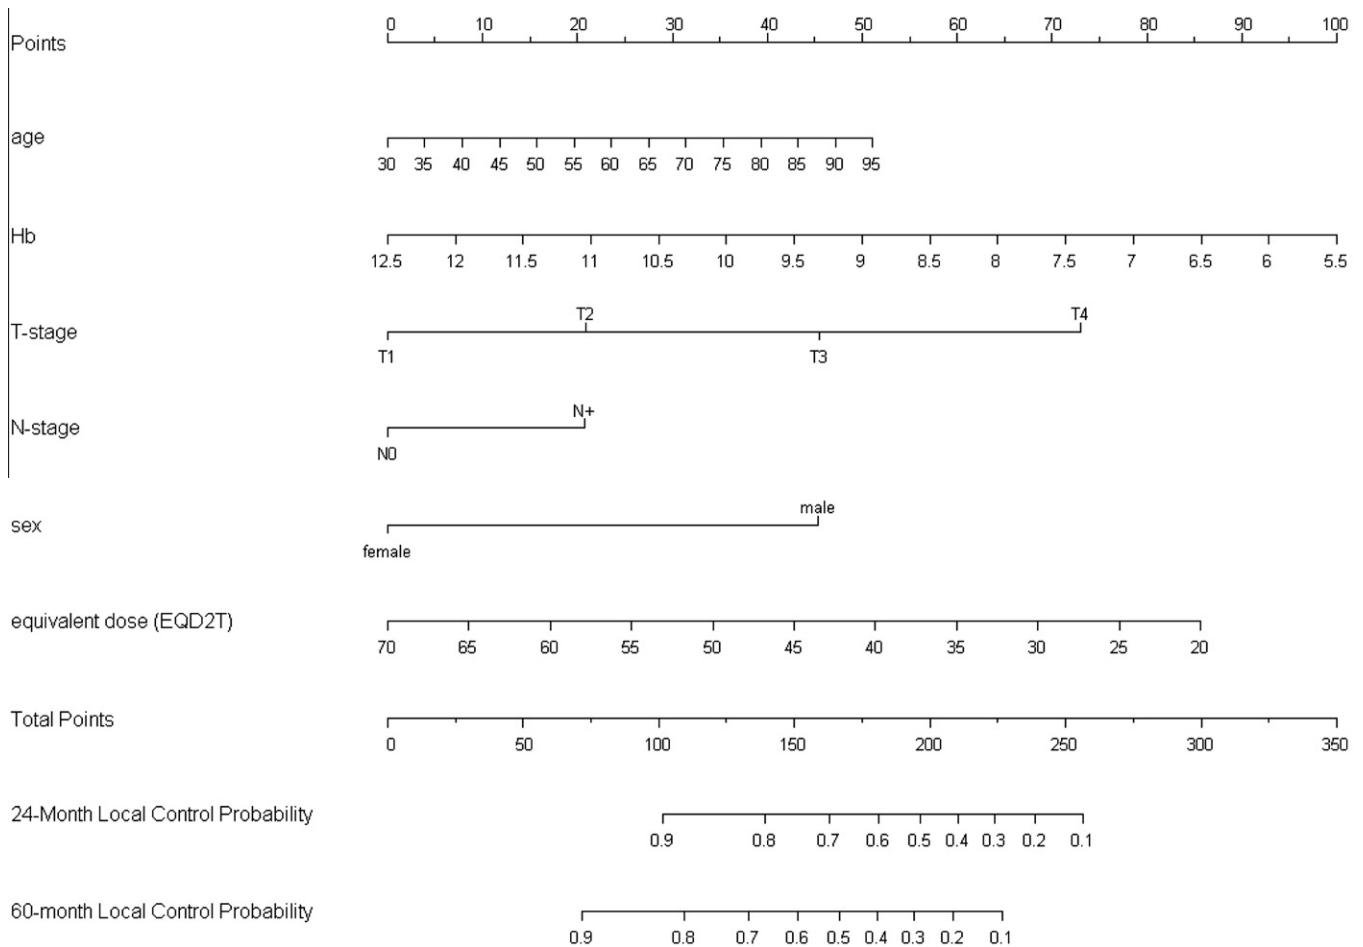 0 10 20 30 40 50 60 70 80 90 100
Points
age
30 35 40 45 50 55 60 65 70 75 80 85 90 95
Hb
12.5 12 11.5 11 10.5 10 9.5 9 8.5 8 7.5 7 6.5 6 5.5
T2 T4
T-stage
T1 T3
N+
N-stage
N0
male
sex
female
equivalent dose (EQD2T)
70 65 60 55 50 45 40 35 30 25 20
Total Points
0 50 100 150 200 250 300 350
24-Month Local Control Probability
0.9 0.8 0.7 0.6 0.5 0.4 0.3 0.2 0.1
60-month Local Control Probability
0.9 0.8 0.7 0.6 0.5 0.4 0.3 0.2 0.1